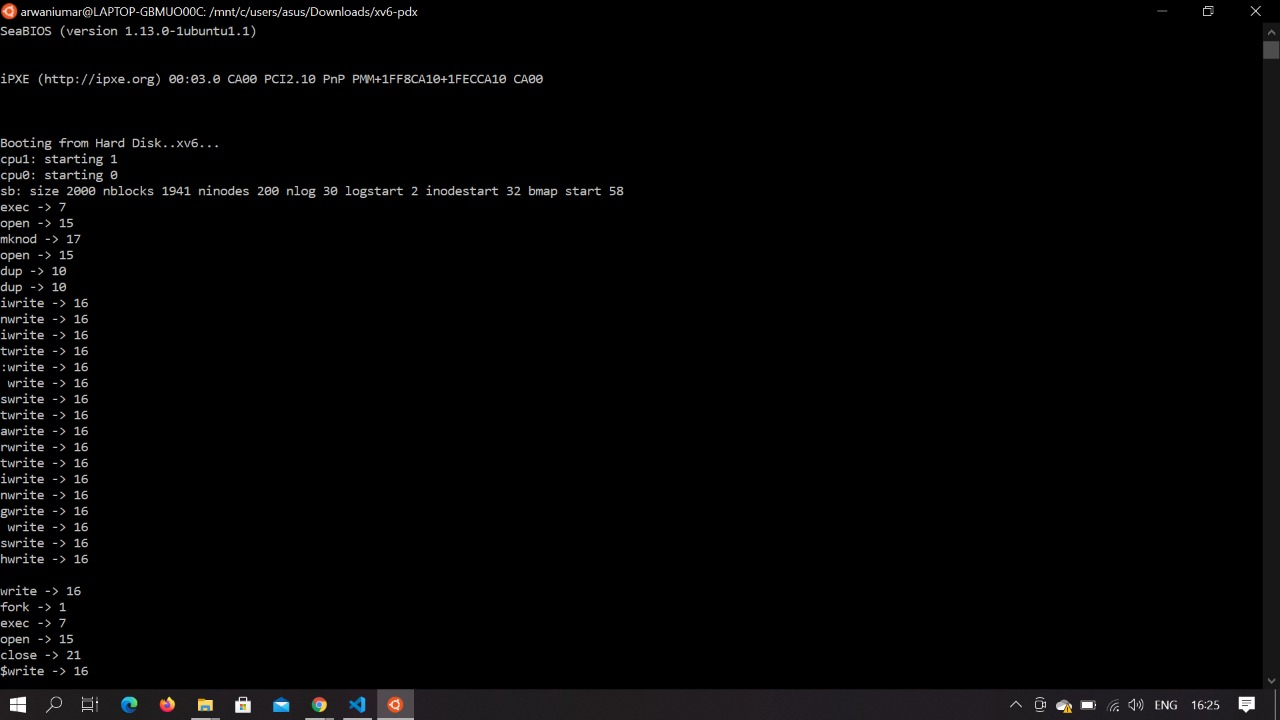 arwaniumar@LAPTOP-GBMUO00C: /mnt/c/users/asus/Downloads/xv6-pdx
SeaBIOS (version 1.13.0-1ubuntu1.1)
iPXE (http://ipxe.org) 00:03.0 CA00 PCI2.10 PnP PMM+1FF8CA10+1FECCA10 CA00
Booting from Hard Disk..xv6...
cpu1: starting 1
cpu0: starting 0
sb: size 2000 nblocks 1941 ninodes 200 nlog 30 logstart 2 inodestart 32 bmap start 58
exec -> 7
open -> 15
mknod -> 17
open -> 15
dup -> 10
dup -> 10
iwrite -> 16
nwrite -> 16
iwrite -> 16
twrite -> 16
:write -> 16
 write -> 16
swrite -> 16
twrite -> 16
awrite -> 16
rwrite -> 16
twrite -> 16
iwrite -> 16
nwrite -> 16
gwrite -> 16
 write -> 16
swrite -> 16
hwrite -> 16
write -> 16
fork -> 1
exec -> 7
open -> 15
close -> 21
$write -> 16
ENG
16:25